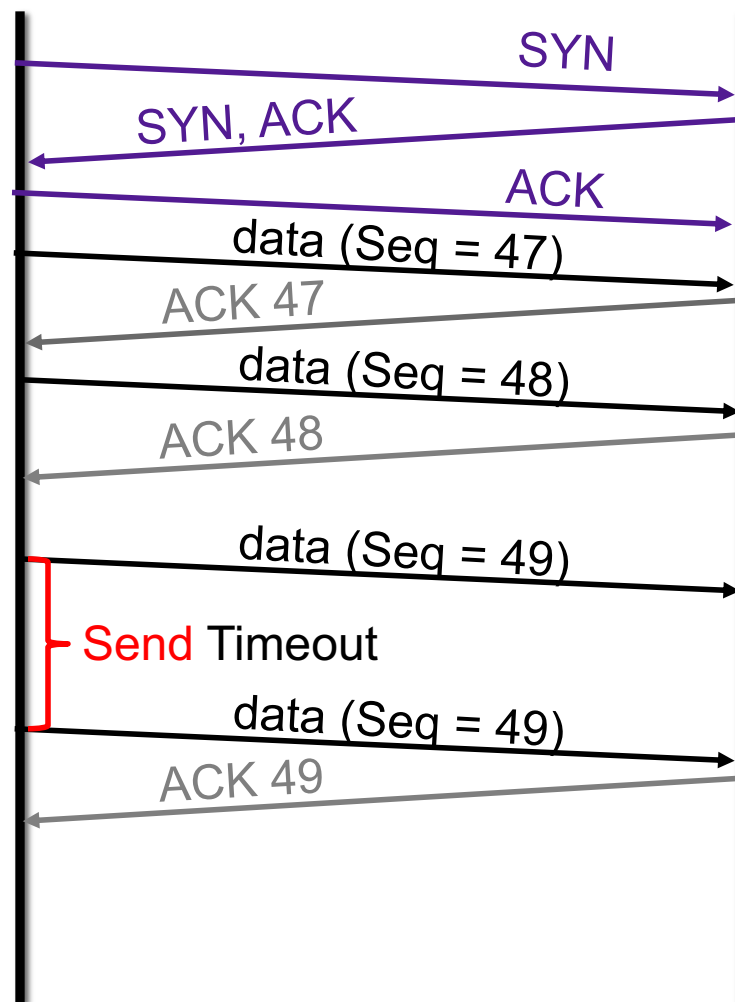 SYN
SYN, ACK
ACK
data (Seq = 47)
ACK 47
data (Seq = 48)
ACK 48
data (Seq = 49)
Send Timeout
data (Seq = 49)
ACK 49